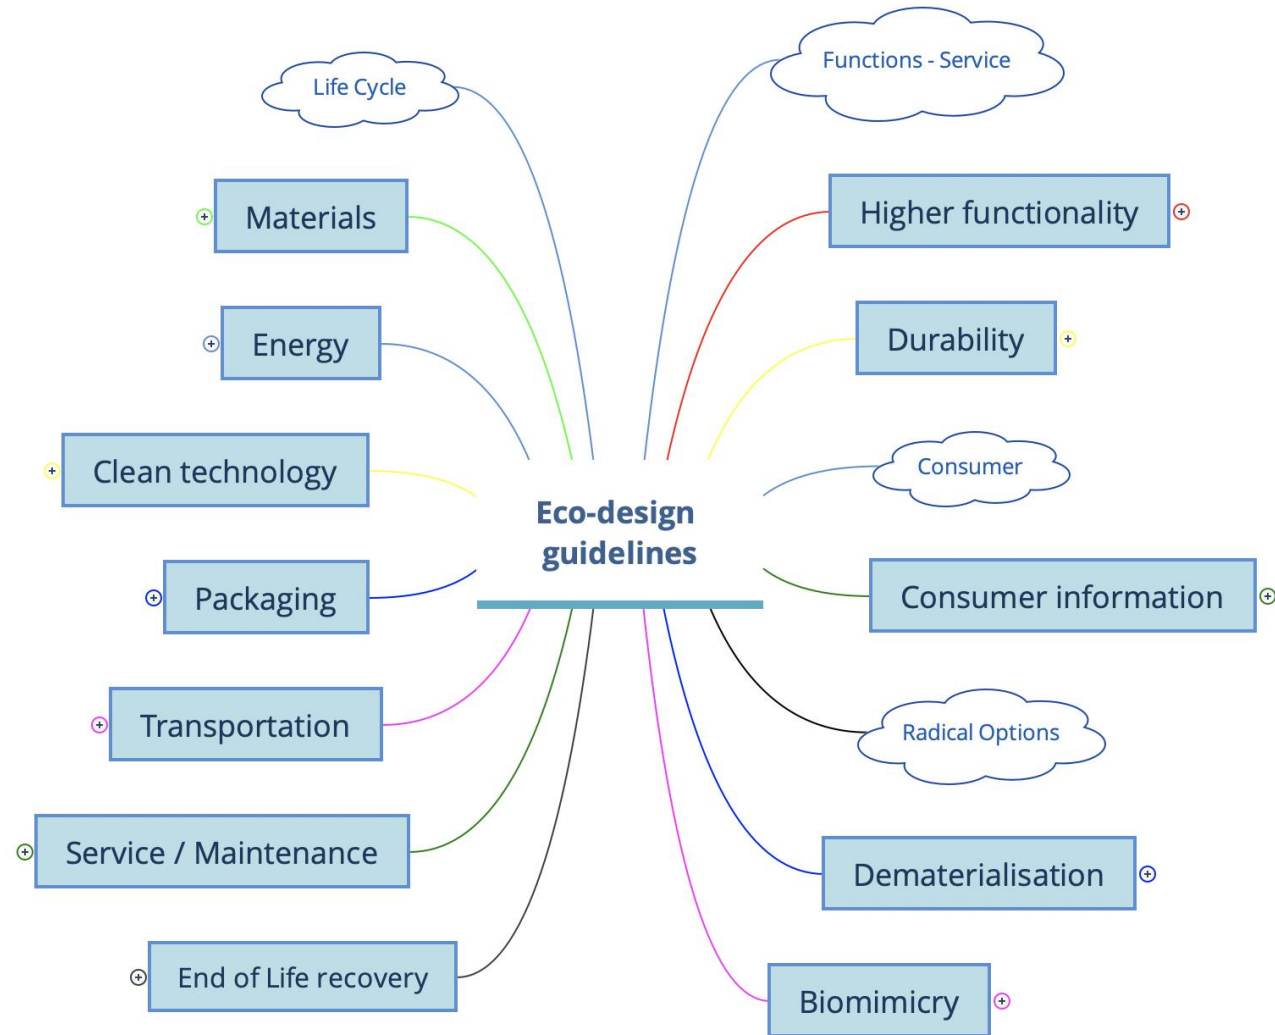 Life Cycle
Materials
Energy
Clean technology
Packaging
Transportation
Service / Maintenance
End of Life recovery
Eco-design
guidelines
Functions - Service
Higher functionality
Durability
Consumer
Consumer information
Radical Options
Dematerialisation
Biomimicry